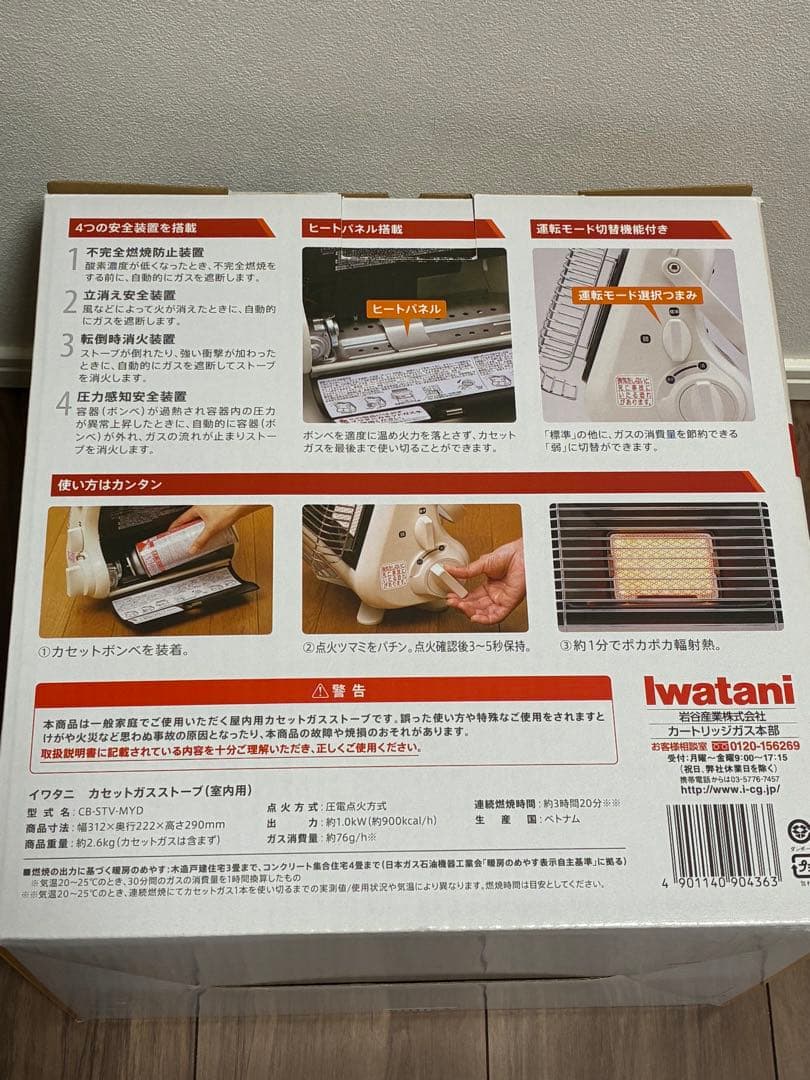 4つの安全装置を搭載
1 不完全燃焼防止装置
酸素濃度が低くなったとき、不完全燃焼を
する前に、自動的にガスを遮断します。
2 立消え安全装置
風などによって火が消えたときに、自動的
にガスを遮断します。
3 転倒時消火装置
ストーブが倒れたり、強い衝撃が加わった
ときに、自動的にガスを遮断してストーブ
を消火します。
4 圧力感知安全装置
容器(ボンベ)が過熱され容器内の圧力
が異常上昇したときに、自動的に容器(ボ
ンベ)が外れ、ガスの流れが止まりストー
ブを消火します。
ヒートパネル搭載
ヒートパネル
ボンベを適度に温め火力を落とさず、カセット
ガスを最後まで使い切ることができます。
運転モード切替機能付き
運転モード選択つまみ
標準
弱
換気をしないと
死亡事故に
いたる恐れ
があります。
「標準」の他に、ガスの消費量を節約できる
「弱」に切替ができます。
使い方はカンタン
①カセットボンベを装着。
②点火ツマミをパチン。点火確認後3〜5秒保持。
③約1分でポカポカ輻射熱。
⚠警告
本商品は一般家庭でご使用いただく屋内用カセットガスストーブです。誤った使い方や特殊なご使用をされますと
けがや火災など思わぬ事故の原因となったり、本商品の故障や焼損のおそれがあります。
取扱説明書に記載されている内容を十分ご理解いただき、正しくご使用ください。
Iwatani
岩谷産業株式会社
カートリッジガス本部
お客様相談室 0120-156269
受付:月曜〜金曜9:00〜17:15
(祝日、弊社休業日を除く)
携帯電話からは03-5776-7457
http://www.i-cg.jp/
イワタニ カセットガスストーブ(室内用)
型式名:CB-STV-MYD
商品寸法:幅312×奥行222×高さ290mm
商品重量:約2.6kg(カセットガスは含まず)
点火方式:圧電点火方式
出力:約1.0kW(約900kcal/h)
ガス消費量:約76g/h※
連続燃焼時間:約3時間20分※※
生産国:ベトナム
■燃焼の出力に基づく暖房のめやす:木造戸建住宅3畳まで、コンクリート集合住宅4畳まで(日本ガス石油機器工業会「暖房のめやす表示自主基準」に拠る)
※気温20〜25℃のとき、30分間のガスの消費量を1時間換算したもの
※※気温20〜25℃のとき、連続燃焼にてカセットガス1本を使い切るまでの実測値/使用状況や気温により異なります。燃焼時間は目安としてください。
4 901140 904363